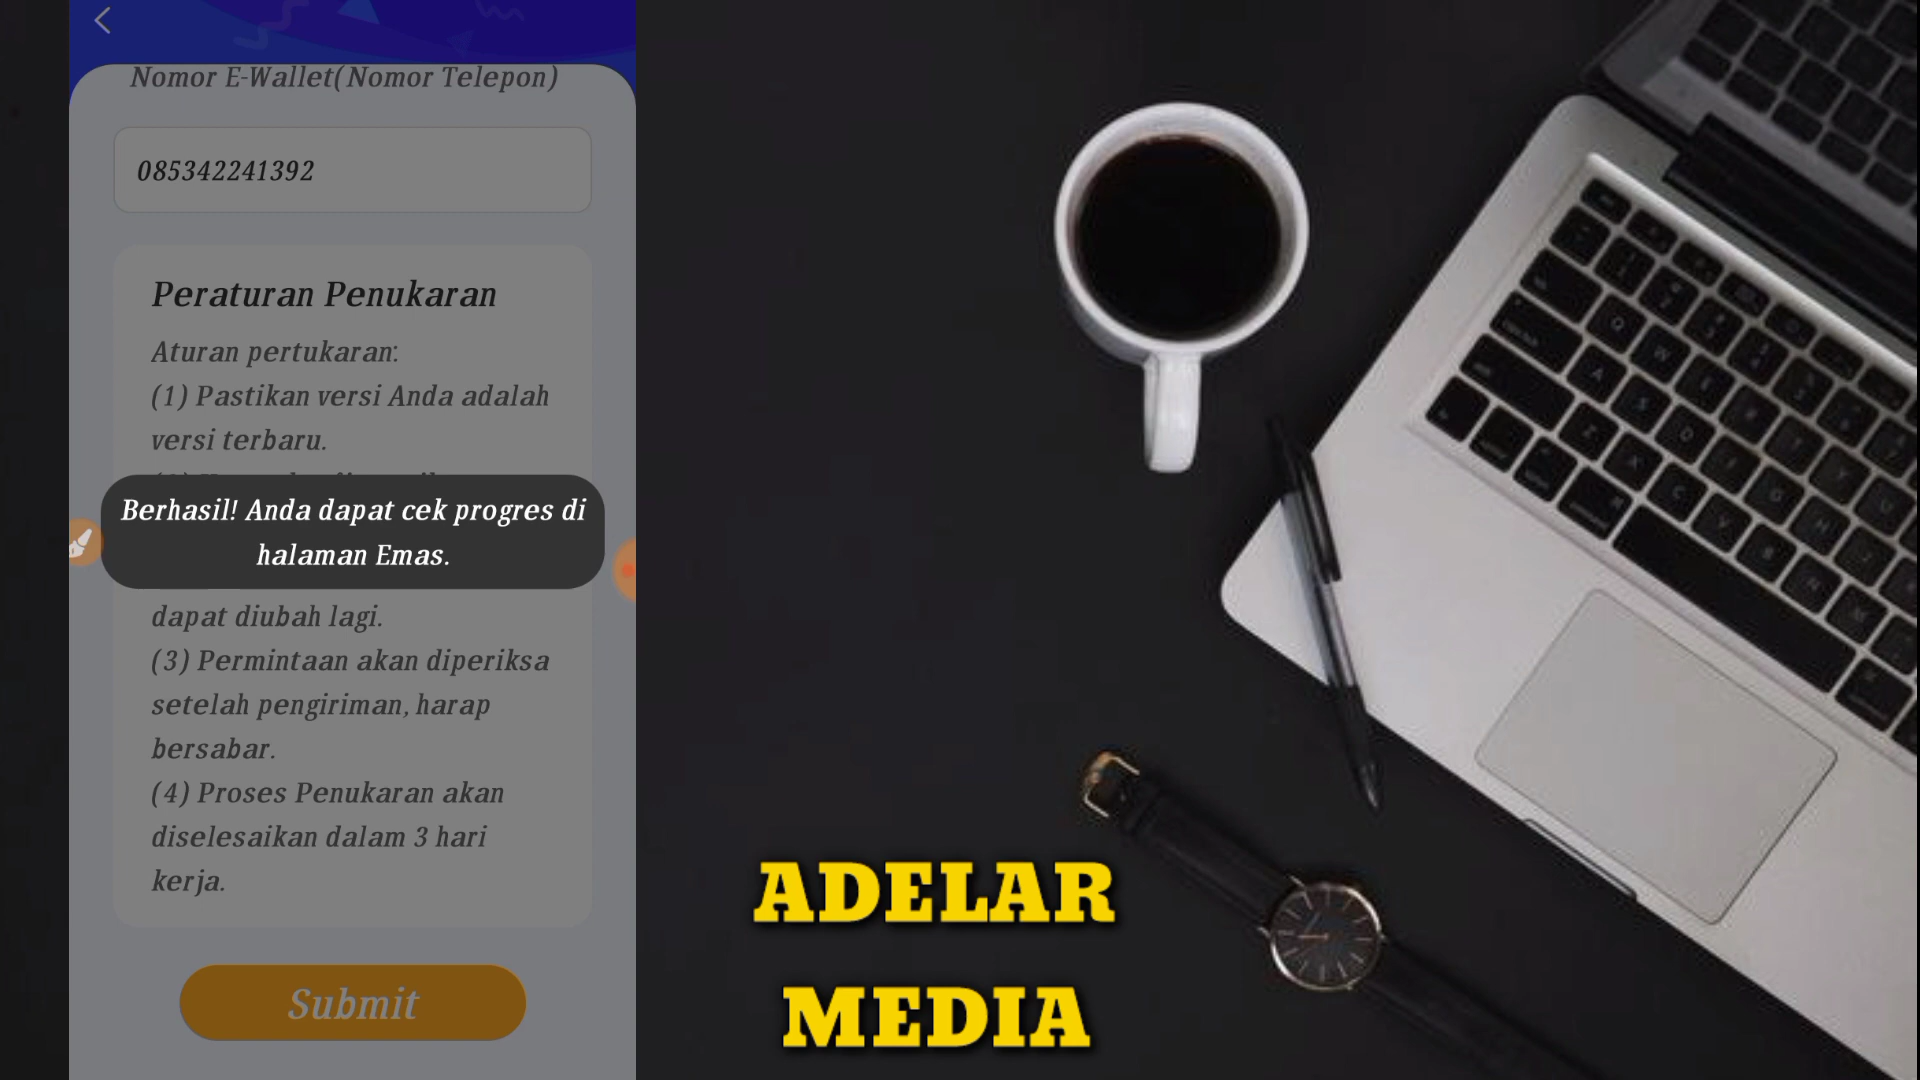 Nomor E-Wallet(Nomor Telepon)
085342241392
Peraturan Penukaran
Aturan pertukaran:
(1) Pastikan versi Anda adalah
versi terbaru.
Berhasil! Anda dapat cek progres di
halaman Emas.
dapat diubah lagi.
(3) Permintaan akan diperiksa
setelah pengiriman, harap
bersabar.
(4) Proses Penukaran akan
diselesaikan dalam 3 hari
kerja.
Submit
ADELAR
MEDIA